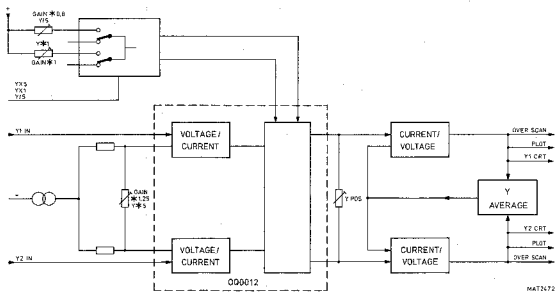 +
GAIN * 0,8
Y/5
Y * 1
GAIN * 1
YX5
YX1
Y/5
Y1 IN
VOLTAGE/
CURRENT
CURRENT/
VOLTAGE
OVER SCAN
PLOT
Y1 CRT
-
GAIN
* 1,25
Y * 5
Y POS
Y
AVERAGE
VOLTAGE/
CURRENT
CURRENT/
VOLTAGE
Y2 CRT
PLOT
OVER SCAN
Y2 IN
OQ0012
MAT2472